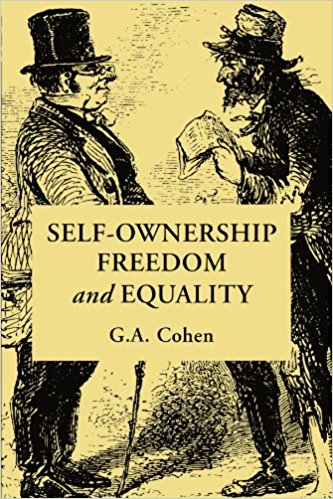 SELF-OWNERSHIP
FREEDOM
and EQUALITY
G.A. Cohen